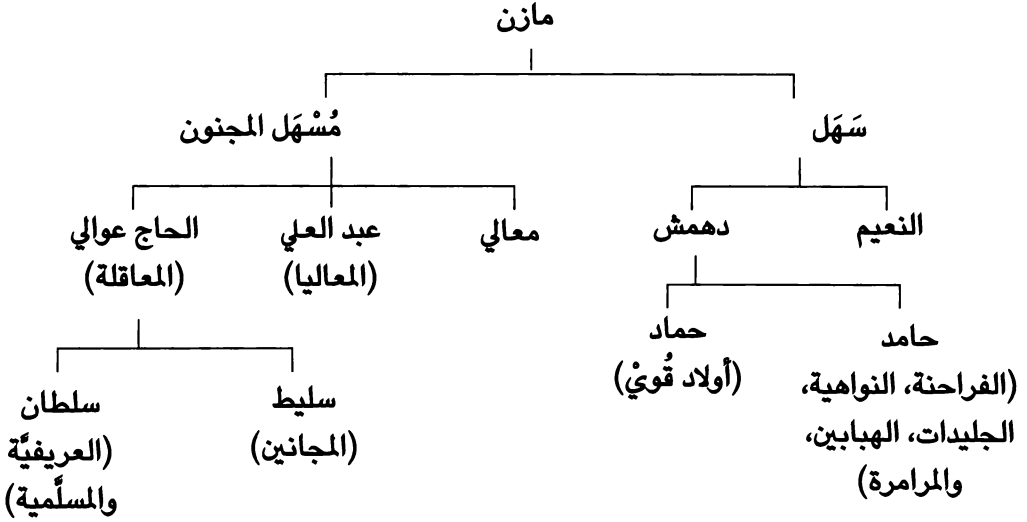 مازن
سَهَل
مُسْهَل المجنون
النعيم
دهمش
معالي
عبد العلي
(المعاليا)
الحاج عوالي
(المعاقلة)
حامد
(الفراحنة، النواهية،
الجليدات، الهبابين،
والمرامرة)
حماد
(أولاد قُويْ)
سليط
(المجانين)
سلطان
(العريفيَّة
والمسلَّمية)